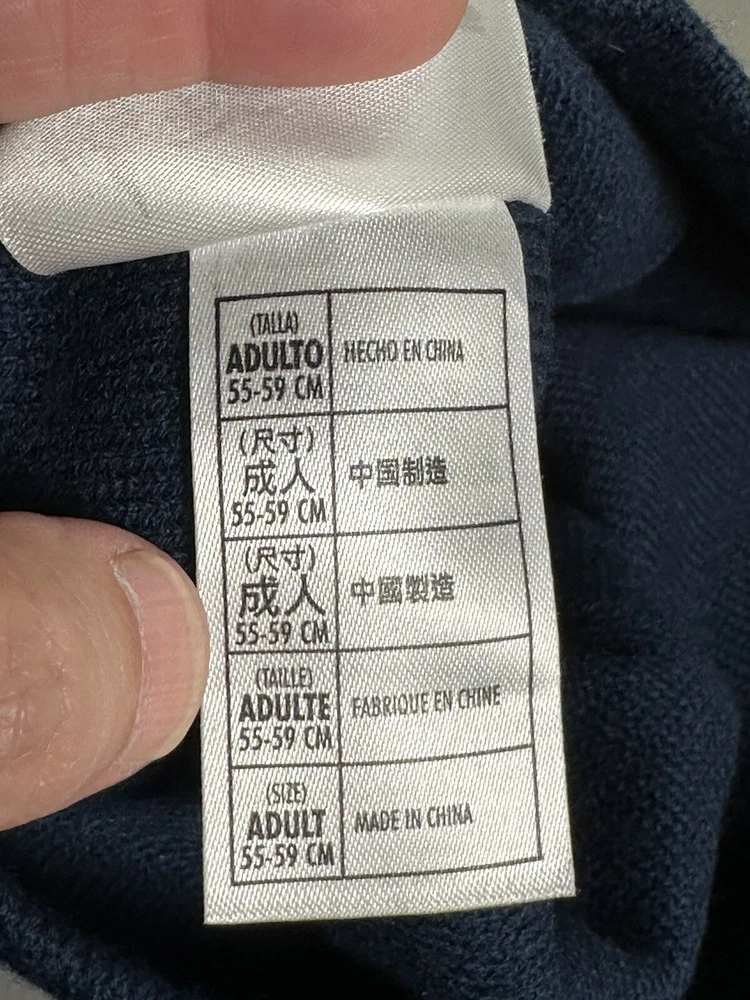 (TALLA)
ADULTO
55-59 CM
HECHO EN CHINA
(尺寸)
成人
55-59 CM
中国制造
(尺寸)
成人
55-59 CM
中國製造
(TAILLE)
ADULTE
55-59 CM
FABRIQUE EN CHINE
(SIZE)
ADULT
55-59 CM
MADE IN CHINA